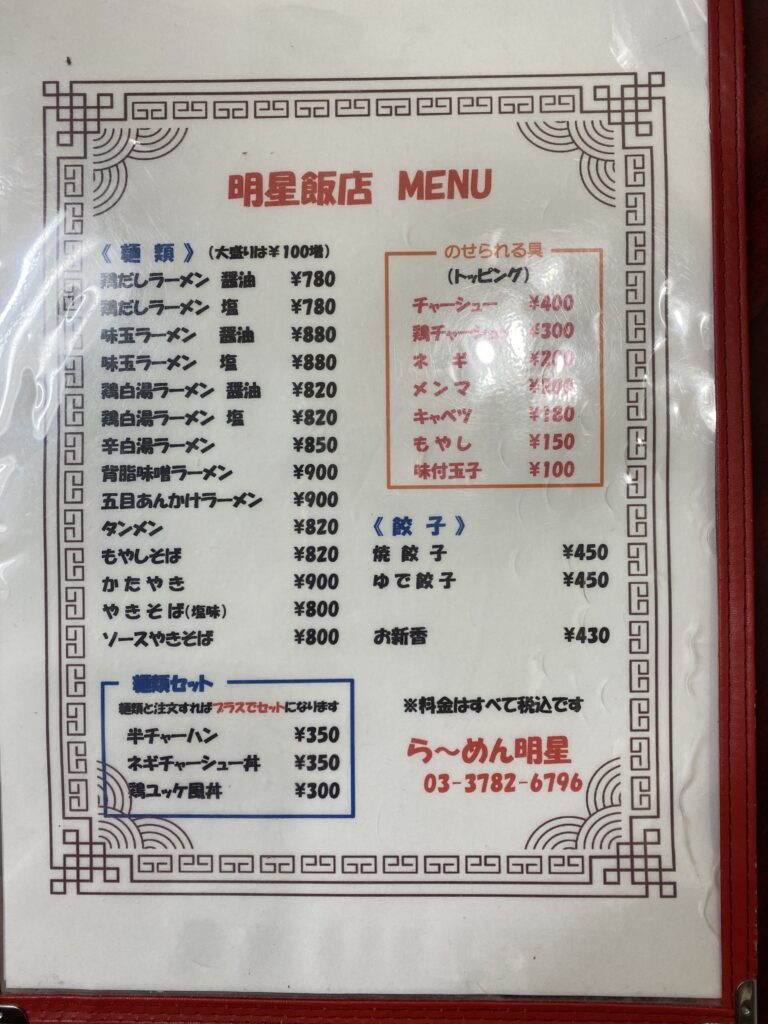 明星飯店 MENU
《麺類》(大盛りは¥100増)
鶏だしラーメン 醤油 ¥780
鶏だしラーメン 塩 ¥780
味玉ラーメン 醤油 ¥880
味玉ラーメン 塩 ¥880
鶏白湯ラーメン 醤油 ¥820
鶏白湯ラーメン 塩 ¥820
辛白湯ラーメン ¥850
背脂味噌ラーメン ¥900
五目あんかけラーメン ¥900
タンメン ¥820
もやしそば ¥820
かたやき ¥900
やきそば(塩味) ¥800
ソースやきそば ¥800
麺類セット
麺類と注文すればプラスでセットになります
半チャーハン ¥350
ネギチャーシュー丼 ¥350
鶏ユッケ風丼 ¥300
のせられる具
(トッピング)
チャーシュー ¥400
鶏チャーシュー ¥300
ネギ ¥200
メンマ
キャベツ ¥180
もやし ¥150
味付玉子 ¥100
《餃子》
焼餃子 ¥450
ゆで餃子 ¥450
お新香 ¥430
※料金はすべて税込です
ら〜めん明星
03-3782-6796